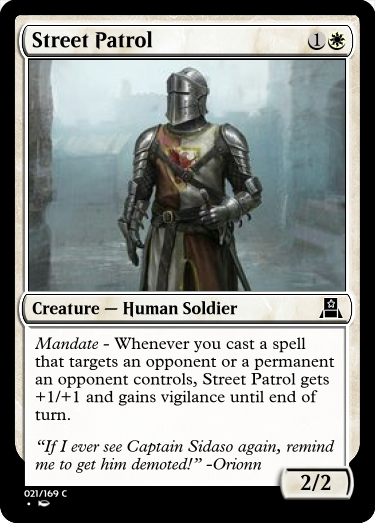 Street Patrol 1
Creature — Human Soldier
Mandate - Whenever you cast a spell
that targets an opponent or a permanent
an opponent controls, Street Patrol gets
+1/+1 and gains vigilance until end of
turn.
“If I ever see Captain Sidaso again, remind
me to get him demoted!” -Orionn
2/2
021/169 C